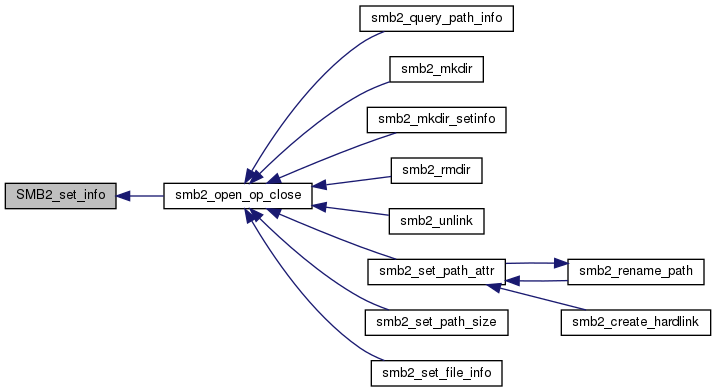 smb2_query_path_info
smb2_mkdir
smb2_mkdir_setinfo
smb2_rmdir
SMB2_set_info
smb2_open_op_close
smb2_unlink
smb2_set_path_attr
smb2_rename_path
smb2_set_path_size
smb2_create_hardlink
smb2_set_file_info